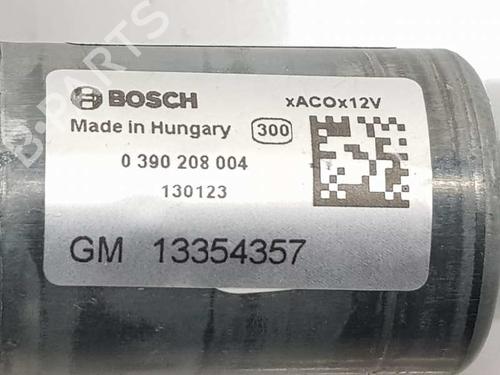 BOSCH
xACOx12V
Made in Hungary
300
0 390 208 004
130123
GM 13354357
B-PARTS